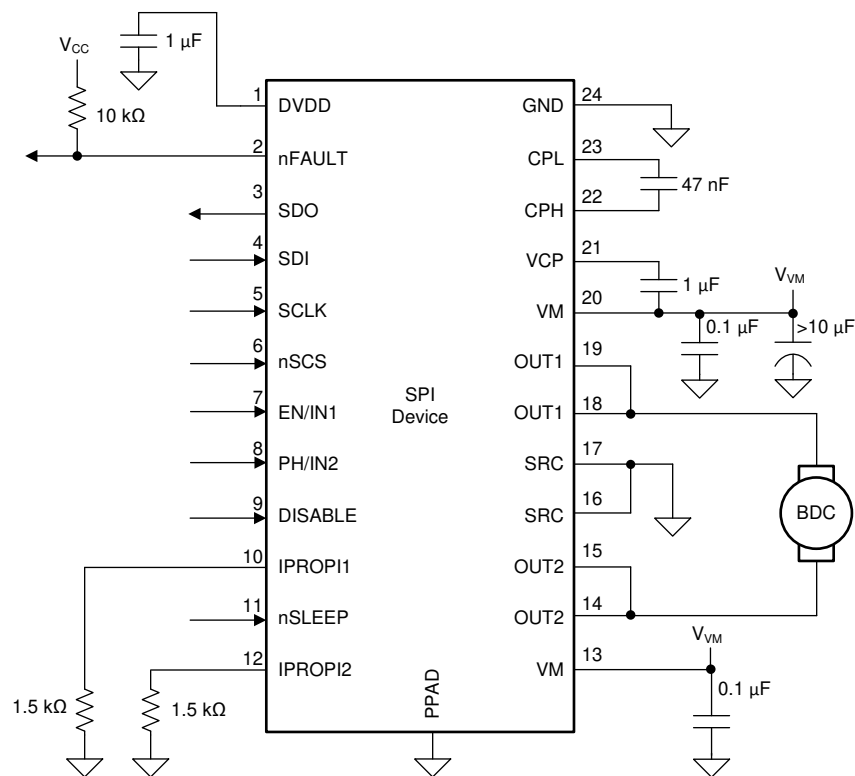 1 μF
V_CC
10 kΩ
1
DVDD
2
nFAULT
3
SDO
4
SDI
5
SCLK
6
nSCS
7
EN/IN1
8
PH/IN2
9
DISABLE
10
IPROPI1
11
nSLEEP
12
IPROPI2
1.5 kΩ
1.5 kΩ
SPI
Device
PPAD
GND
24
CPL
23
47 nF
CPH
22
VCP
21
1 μF
V_VM
VM
20
0.1 μF
>10 μF
OUT1
19
OUT1
18
SRC
17
SRC
16
BDC
OUT2
15
OUT2
14
V_VM
VM
13
0.1 μF